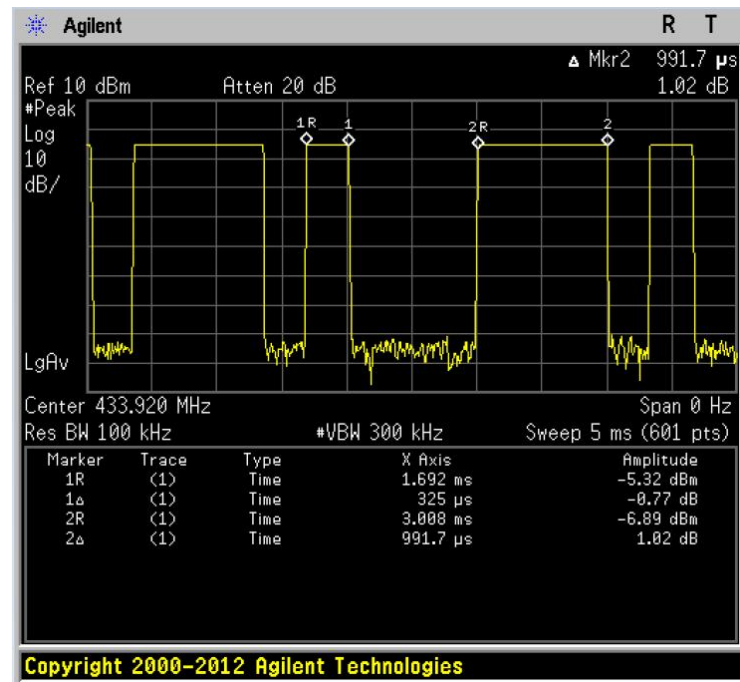 Agilent R T
Δ Mkr2 991.7 µs
Ref 10 dBm Atten 20 dB 1.02 dB
#Peak
Log
10
dB/
1R 1 2R 2
LgAv
Center 433.920 MHz Span 0 Hz
Res BW 100 kHz #VBW 300 kHz Sweep 5 ms (601 pts)
Marker Trace Type X Axis Amplitude
1R (1) Time 1.692 ms -5.32 dBm
1Δ (1) Time 325 µs -0.77 dB
2R (1) Time 3.008 ms -6.89 dBm
2Δ (1) Time 991.7 µs 1.02 dB
Copyright 2000-2012 Agilent Technologies